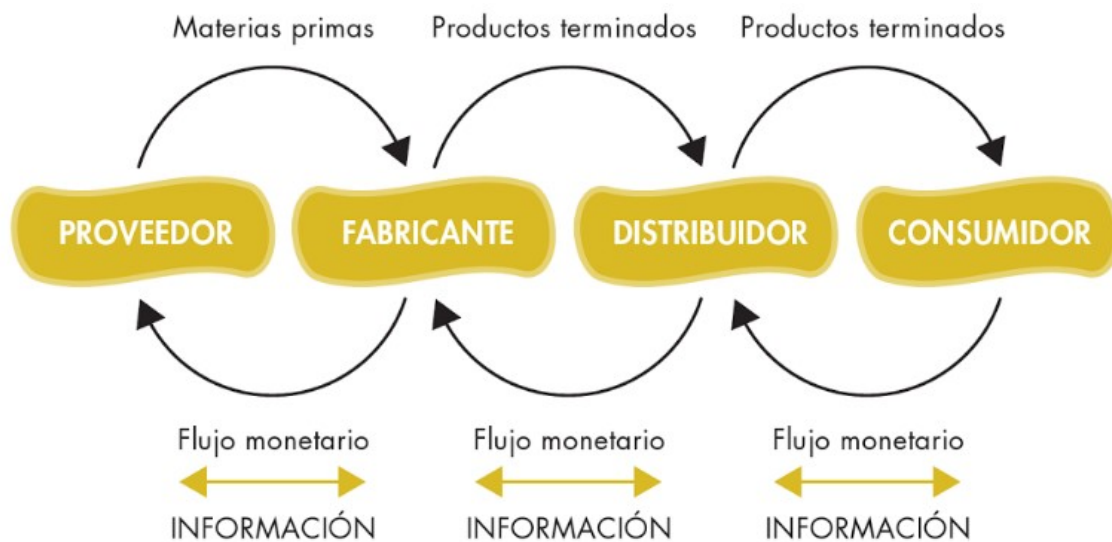 Materias primas
Productos terminados
Productos terminados
PROVEEDOR
FABRICANTE
DISTRIBUIDOR
CONSUMIDOR
Flujo monetario
Flujo monetario
Flujo monetario
INFORMACIÓN
INFORMACIÓN
INFORMACIÓN